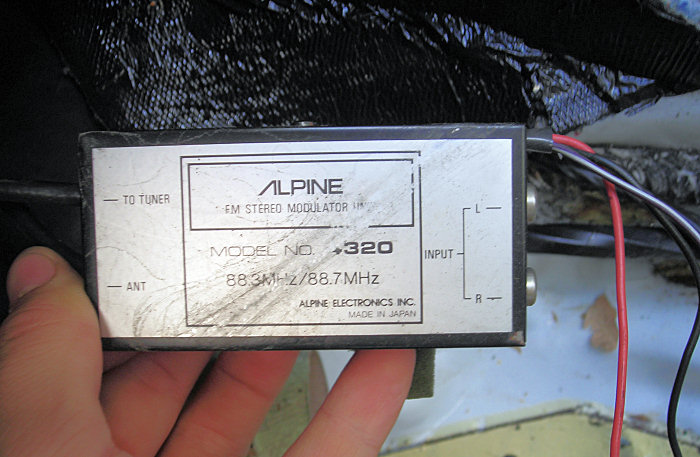 ALPINE
FM STEREO MODULATOR
MODEL NO. 320
88.3MHz/88.7MHz
ALPINE ELECTRONICS INC.
MADE IN JAPAN
TO TUNER
ANT
INPUT
L
R